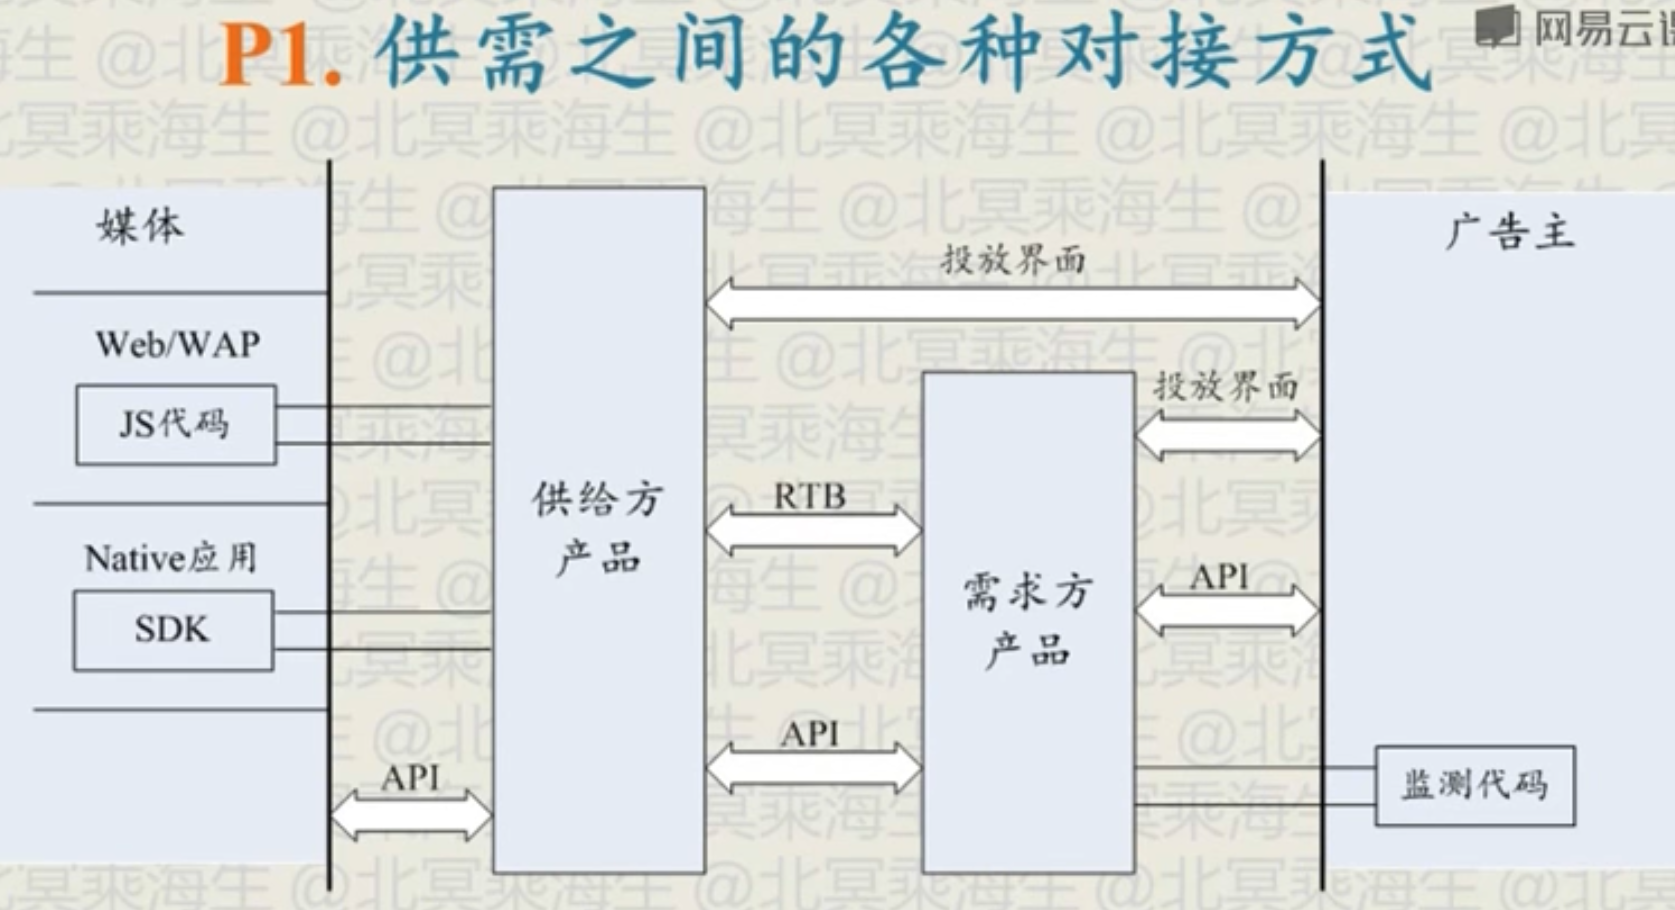 P1. 供需之间的各种对接方式
网易云课
媒体
广告主
投放界面
Web/WAP
JS代码
投放界面
供给方
产品
RTB
Native应用
SDK
需求方
产品
API
API
API
监测代码
@北冥乘海生